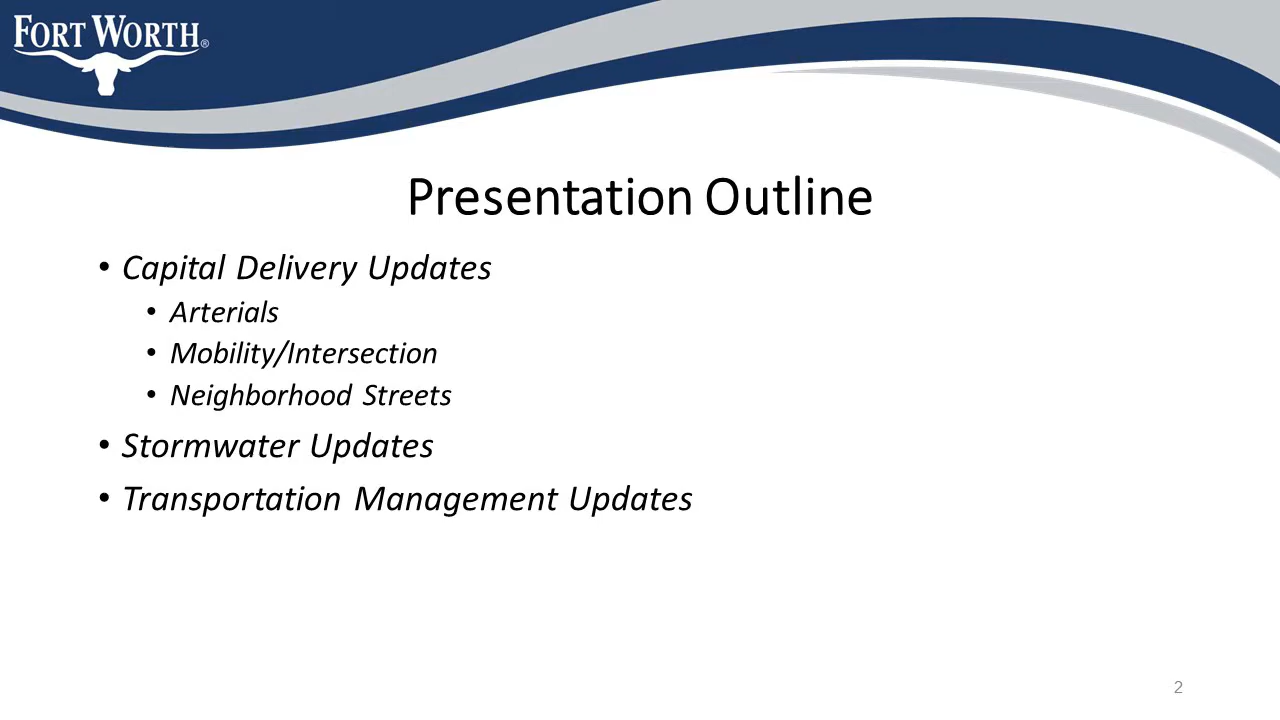 FORT WORTH®
Presentation Outline
• Capital Delivery Updates
• Arterials
• Mobility/Intersection
• Neighborhood Streets
• Stormwater Updates
• Transportation Management Updates
2